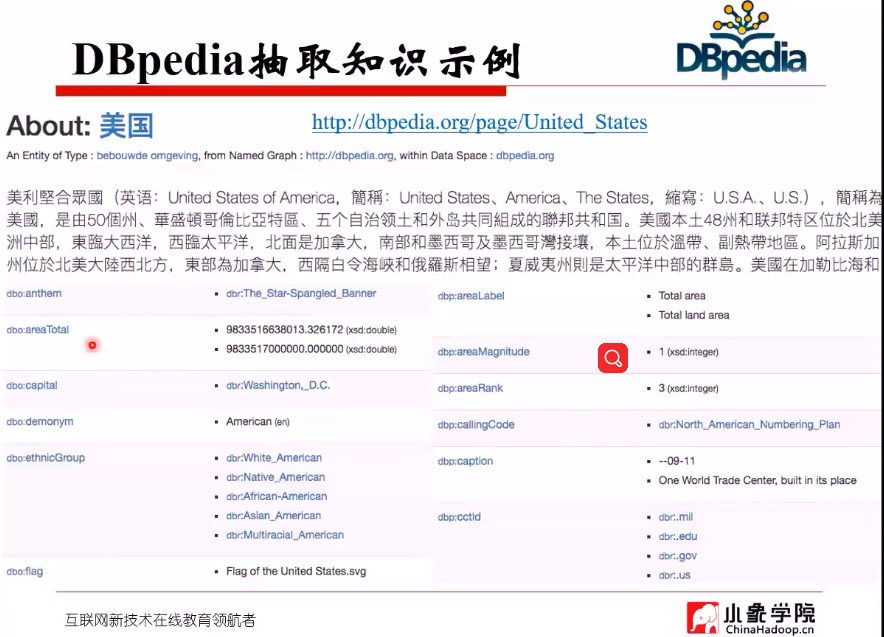 DBpedia抽取知识示例
DBpedia
About: 美国
http://dbpedia.org/page/United_States
An Entity of Type : bebouwde omgeving, from Named Graph : http://dbpedia.org, within Data Space : dbpedia.org
美利堅合眾國（英语：United States of America，簡稱：United States、America、The States，縮寫：U.S.A.、U.S.），簡稱為
美國，是由50個州、華盛頓哥倫比亞特區、五个自治领土和外岛共同組成的聯邦共和国。美國本土48州和联邦特区位於北美
洲中部，東臨大西洋，西臨太平洋，北面是加拿大，南部和墨西哥及墨西哥灣接壤，本土位於溫帶、副熱帶地區。阿拉斯加
州位於北美大陸西北方，東部為加拿大，西隔白令海峽和俄羅斯相望；夏威夷州則是太平洋中部的群島。美國在加勒比海和
dbo:anthem
dbr:The_Star-Spangled_Banner
dbo:areaTotal
9833516638013.326172 (xsd:double)
9833517000000.000000 (xsd:double)
dbo:capital
dbr:Washington,_D.C.
dbo:demonym
American (en)
dbo:ethnicGroup
dbr:White_American
dbr:Native_American
dbr:African-American
dbr:Asian_American
dbr:Multiracial_American
dbo:flag
Flag of the United States.svg
dbp:areaLabel
Total area
Total land area
dbp:areaMagnitude
1 (xsd:integer)
dbp:areaRank
3 (xsd:integer)
dbp:callingCode
dbr:North_American_Numbering_Plan
dbp:caption
--09-11
One World Trade Center, built in its place
dbp:cctld
dbr:.mil
dbr:.edu
dbr:.gov
dbr:.us
互联网新技术在线教育领航者
小象学院
ChinaHadoop.cn